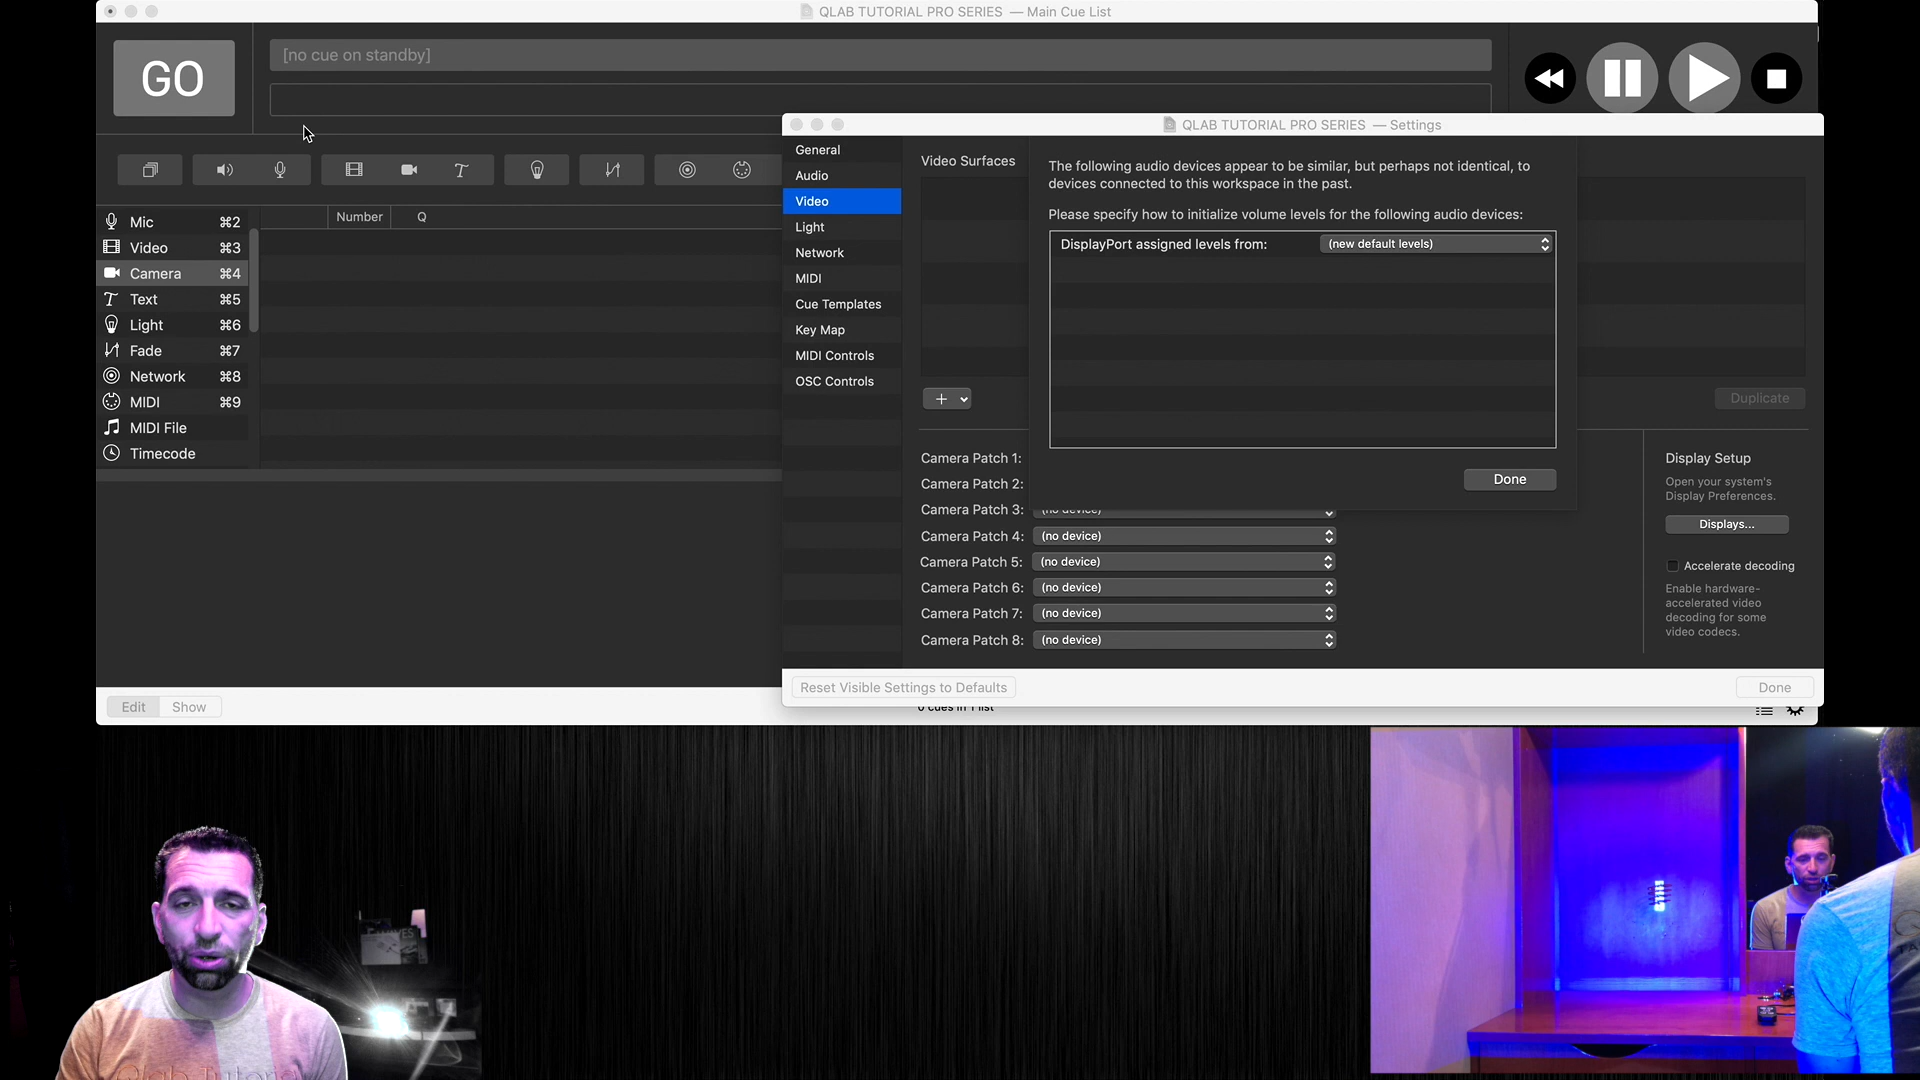 QLAB TUTORIAL PRO SERIES — Main Cue List
GO
[no cue on standby]
Number Q
Mic ⌘2
Video ⌘3
Camera ⌘4
Text ⌘5
Light ⌘6
Fade ⌘7
Network ⌘8
MIDI ⌘9
MIDI File
Timecode
Edit Show
0 cues in 1 list
QLAB TUTORIAL PRO SERIES — Settings
General
Audio
Video
Light
Network
MIDI
Cue Templates
Key Map
MIDI Controls
OSC Controls
Video Surfaces
The following audio devices appear to be similar, but perhaps not identical, to
devices connected to this workspace in the past.
Please specify how to initialize volume levels for the following audio devices:
DisplayPort assigned levels from: (new default levels)
Done
Duplicate
Camera Patch 1:
Camera Patch 2:
Camera Patch 3: (no device)
Camera Patch 4: (no device)
Camera Patch 5: (no device)
Camera Patch 6: (no device)
Camera Patch 7: (no device)
Camera Patch 8: (no device)
Display Setup
Open your system's
Display Preferences.
Displays...
Accelerate decoding
Enable hardware-
accelerated video
decoding for some
video codecs.
Reset Visible Settings to Defaults
Done